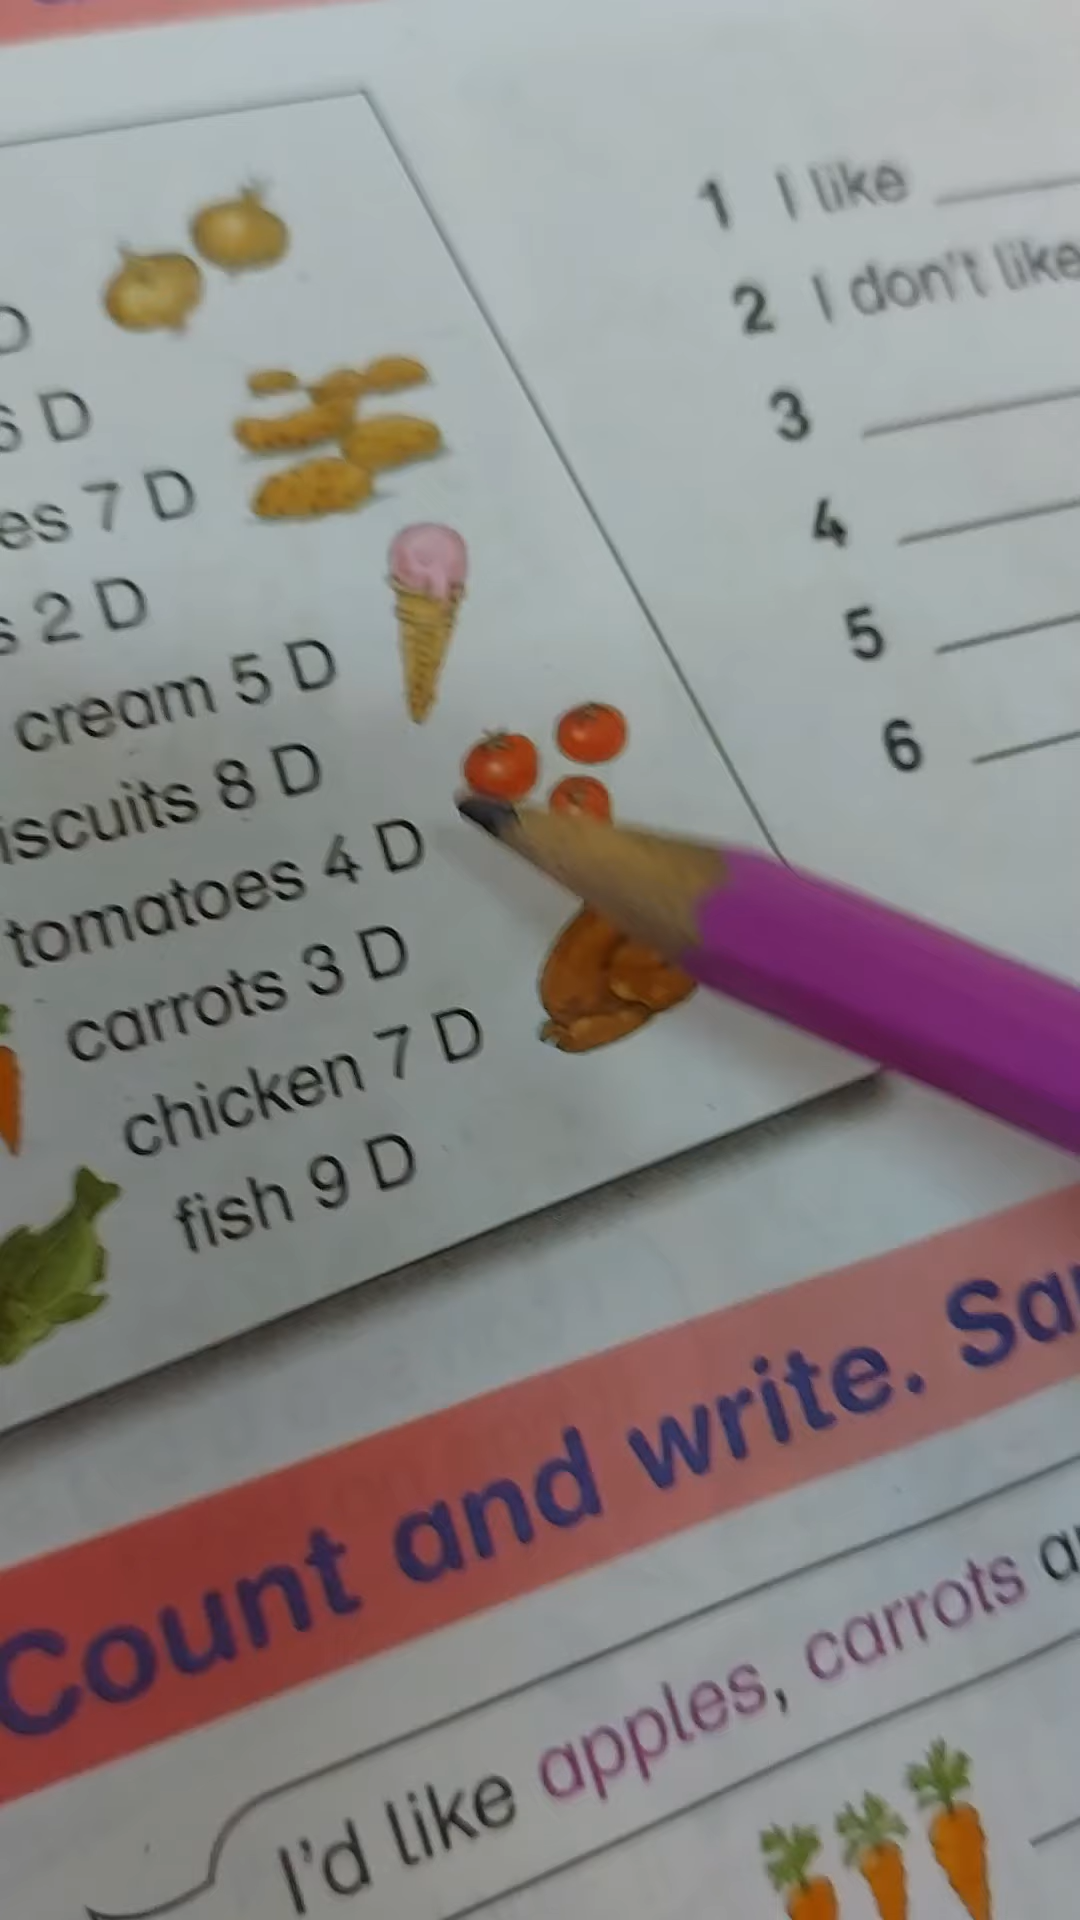 D
6 D
es 7 D
s 2 D
cream 5 D
iscuits 8 D
tomatoes 4 D
carrots 3 D
chicken 7 D
fish 9 D
1 I like
2 I don't like
3
4
5
6
Count and write. Sa
I'd like apples, carrots a